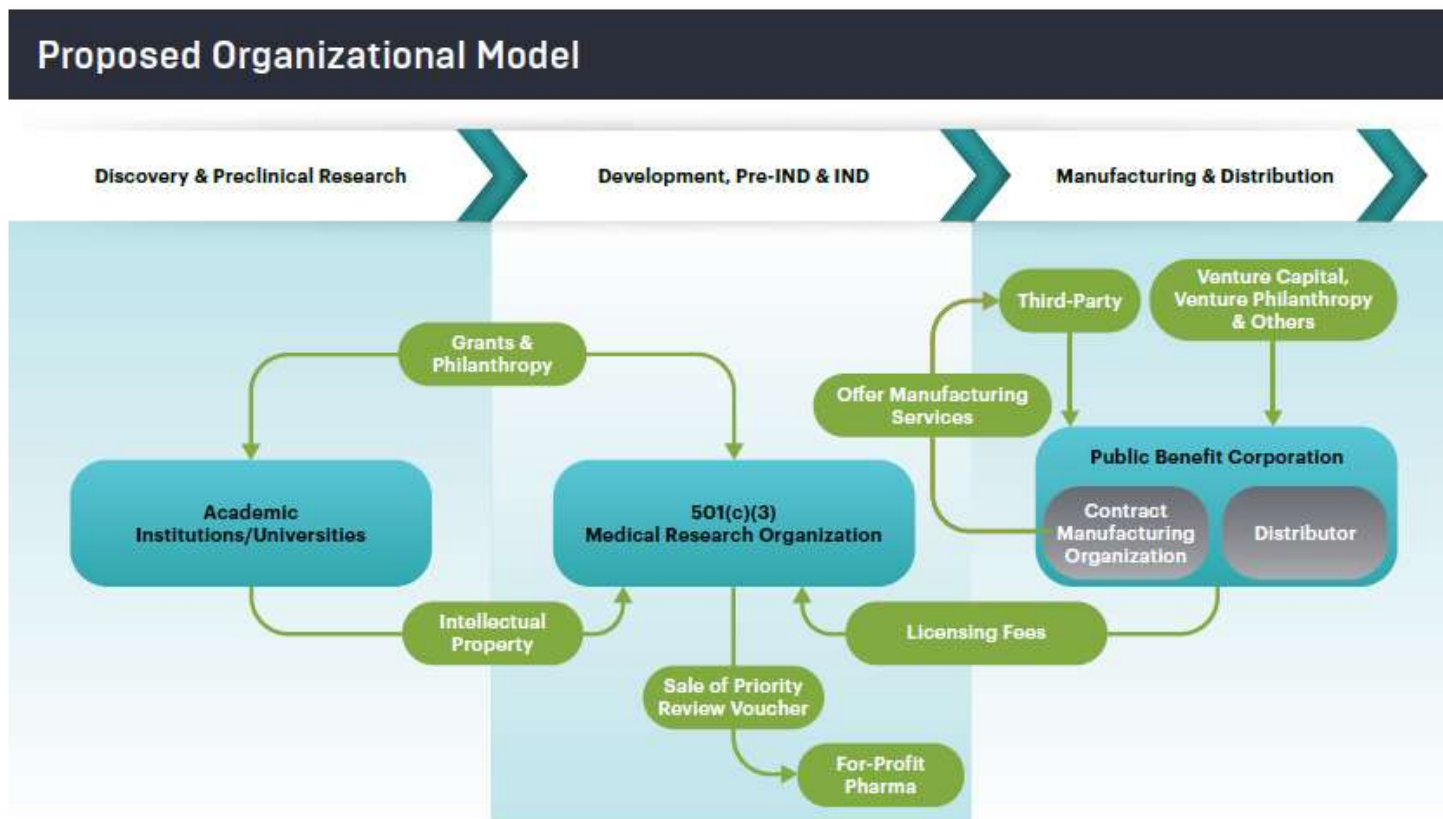 Proposed Organizational Model
Discovery & Preclinical Research
Development, Pre-IND & IND
Manufacturing & Distribution
Third-Party
Venture Capital,
Venture Philanthropy
& Others
Grants &
Philanthropy
Offer Manufacturing
Services
Academic
Institutions/Universities
501(c)(3)
Medical Research Organization
Public Benefit Corporation
Contract
Manufacturing
Organization
Distributor
Intellectual
Property
Licensing Fees
Sale of Priority
Review Voucher
For-Profit
Pharma